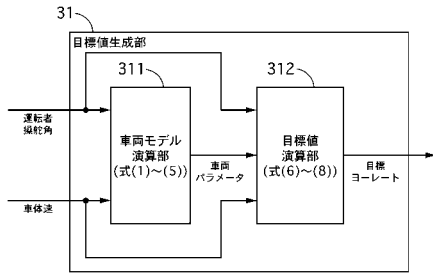 31
目標値生成部
311
312
運転者
操舵角
車両モデル
演算部
(式(1)～(5))
車両
パラメータ
目標値
演算部
(式(6)～(8))
目標
ヨーレート
車体速